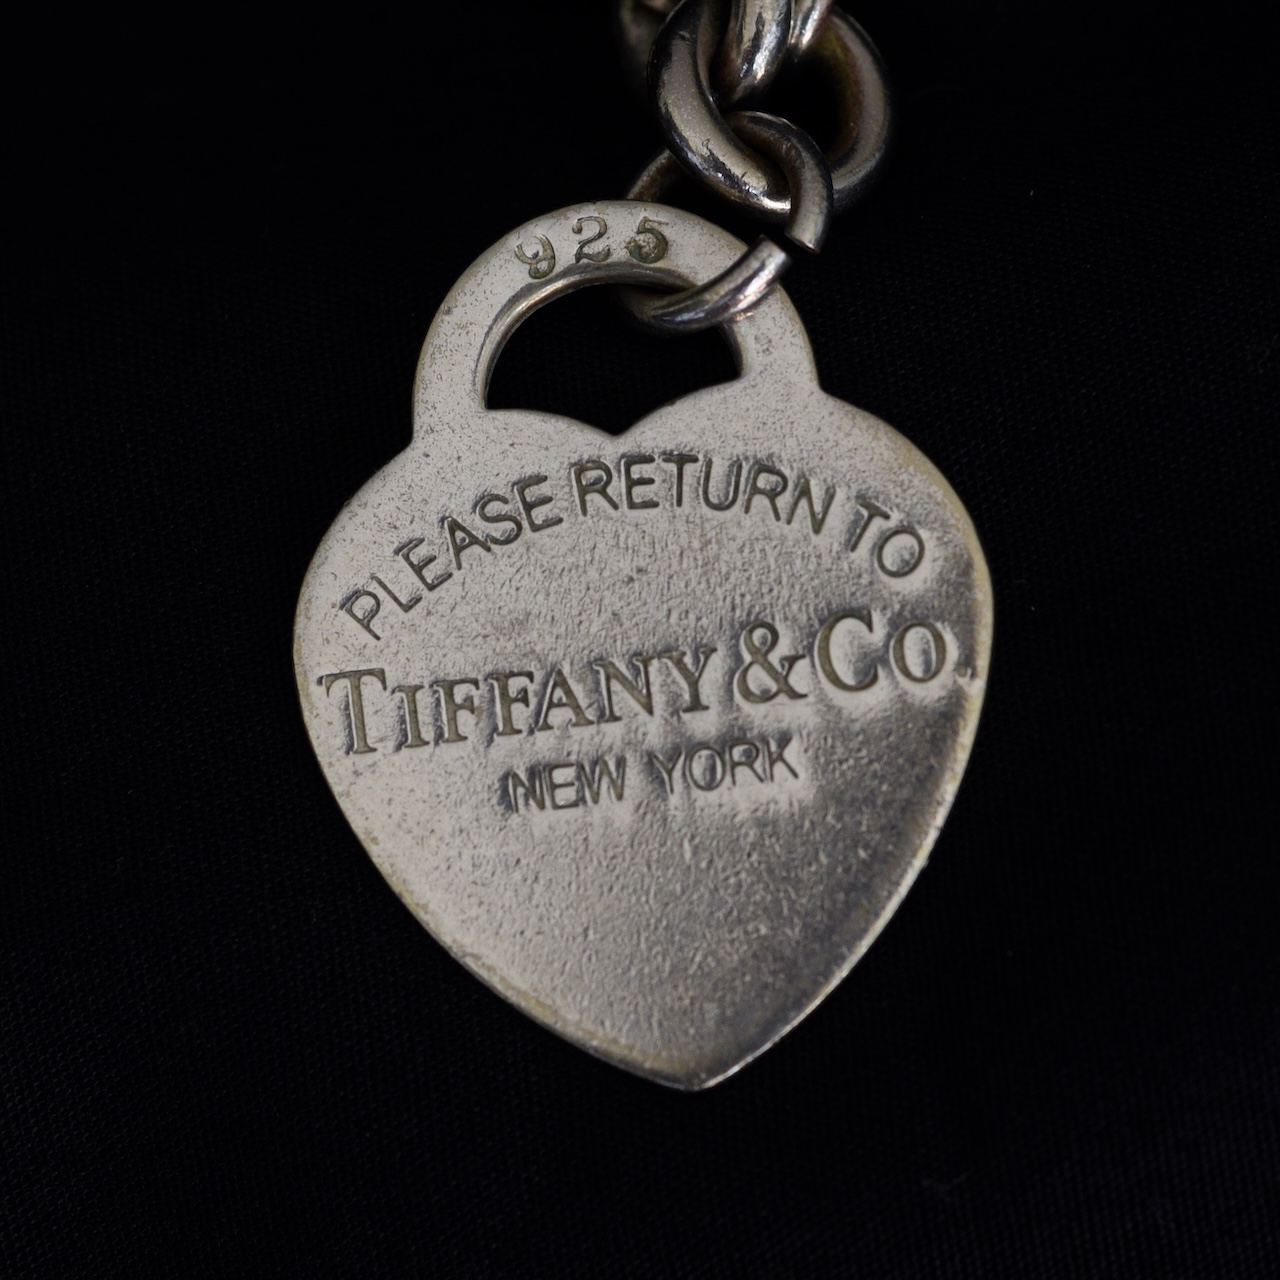 925
PLEASE RETURN TO
TIFFANY & CO.
NEW YORK